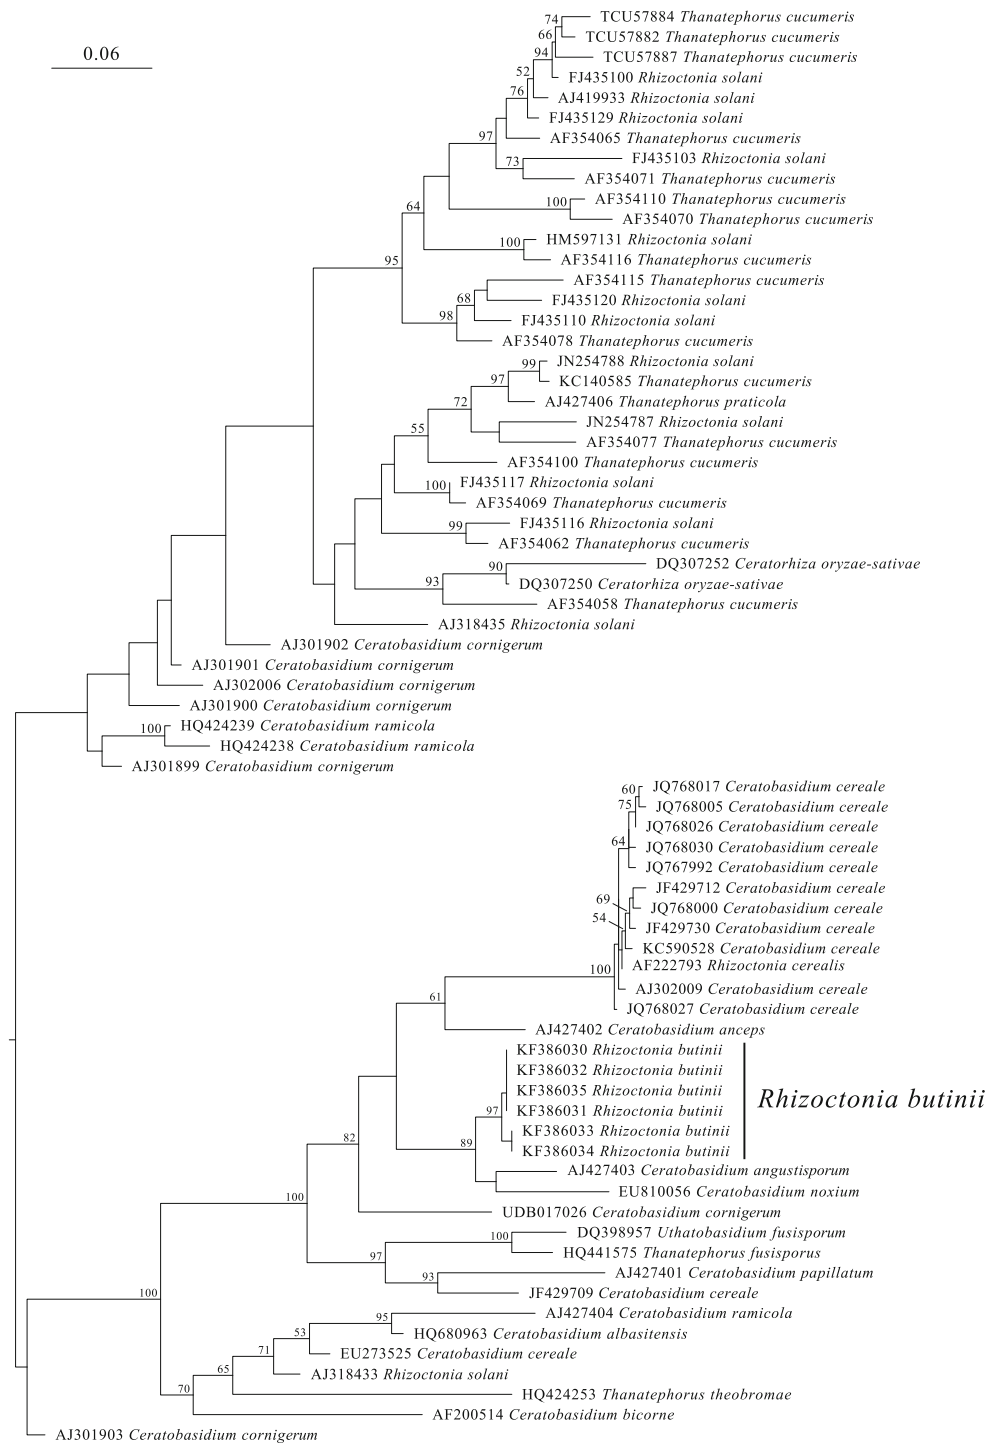 74 TCU57884 Thanatephorus cucumeris
66 TCU57882 Thanatephorus cucumeris
0.06
94 TCU57887 Thanatephorus cucumeris
52 FJ435100 Rhizoctonia solani
76 AJ419933 Rhizoctonia solani
FJ435129 Rhizoctonia solani
97 AF354065 Thanatephorus cucumeris
73 FJ435103 Rhizoctonia solani
AF354071 Thanatephorus cucumeris
100 AF354110 Thanatephorus cucumeris
64 AF354070 Thanatephorus cucumeris
100 HM597131 Rhizoctonia solani
95 AF354116 Thanatephorus cucumeris
AF354115 Thanatephorus cucumeris
68 FJ435120 Rhizoctonia solani
98 FJ435110 Rhizoctonia solani
AF354078 Thanatephorus cucumeris
99 JN254788 Rhizoctonia solani
97 KC140585 Thanatephorus cucumeris
72 AJ427406 Thanatephorus praticola
55 JN254787 Rhizoctonia solani
AF354077 Thanatephorus cucumeris
AF354100 Thanatephorus cucumeris
100 FJ435117 Rhizoctonia solani
AF354069 Thanatephorus cucumeris
99 FJ435116 Rhizoctonia solani
AF354062 Thanatephorus cucumeris
90 DQ307252 Ceratorhiza oryzae-sativae
93 DQ307250 Ceratorhiza oryzae-sativae
AF354058 Thanatephorus cucumeris
AJ318435 Rhizoctonia solani
AJ301902 Ceratobasidium cornigerum
AJ301901 Ceratobasidium cornigerum
AJ302006 Ceratobasidium cornigerum
AJ301900 Ceratobasidium cornigerum
100 HQ424239 Ceratobasidium ramicola
HQ424238 Ceratobasidium ramicola
AJ301899 Ceratobasidium cornigerum
60 JQ768017 Ceratobasidium cereale
75 JQ768005 Ceratobasidium cereale
JQ768026 Ceratobasidium cereale
64 JQ768030 Ceratobasidium cereale
JQ767992 Ceratobasidium cereale
JF429712 Ceratobasidium cereale
69 JQ768000 Ceratobasidium cereale
54 JF429730 Ceratobasidium cereale
KC590528 Ceratobasidium cereale
100 AF222793 Rhizoctonia cerealis
AJ302009 Ceratobasidium cereale
61 JQ768027 Ceratobasidium cereale
AJ427402 Ceratobasidium anceps
KF386030 Rhizoctonia butinii
KF386032 Rhizoctonia butinii
KF386035 Rhizoctonia butinii
Rhizoctonia butinii
97 KF386031 Rhizoctonia butinii
KF386033 Rhizoctonia butinii
82 89 KF386034 Rhizoctonia butinii
AJ427403 Ceratobasidium angustisporum
100 EU810056 Ceratobasidium noxium
UDB017026 Ceratobasidium cornigerum
100 DQ398957 Uthatobasidium fusisporum
97 HQ441575 Thanatephorus fusisporus
93 AJ427401 Ceratobasidium papillatum
100 JF429709 Ceratobasidium cereale
95 AJ427404 Ceratobasidium ramicola
53 HQ680963 Ceratobasidium albasitensis
71 EU273525 Ceratobasidium cereale
65 AJ318433 Rhizoctonia solani
70 HQ424253 Thanatephorus theobromae
AF200514 Ceratobasidium bicorne
AJ301903 Ceratobasidium cornigerum